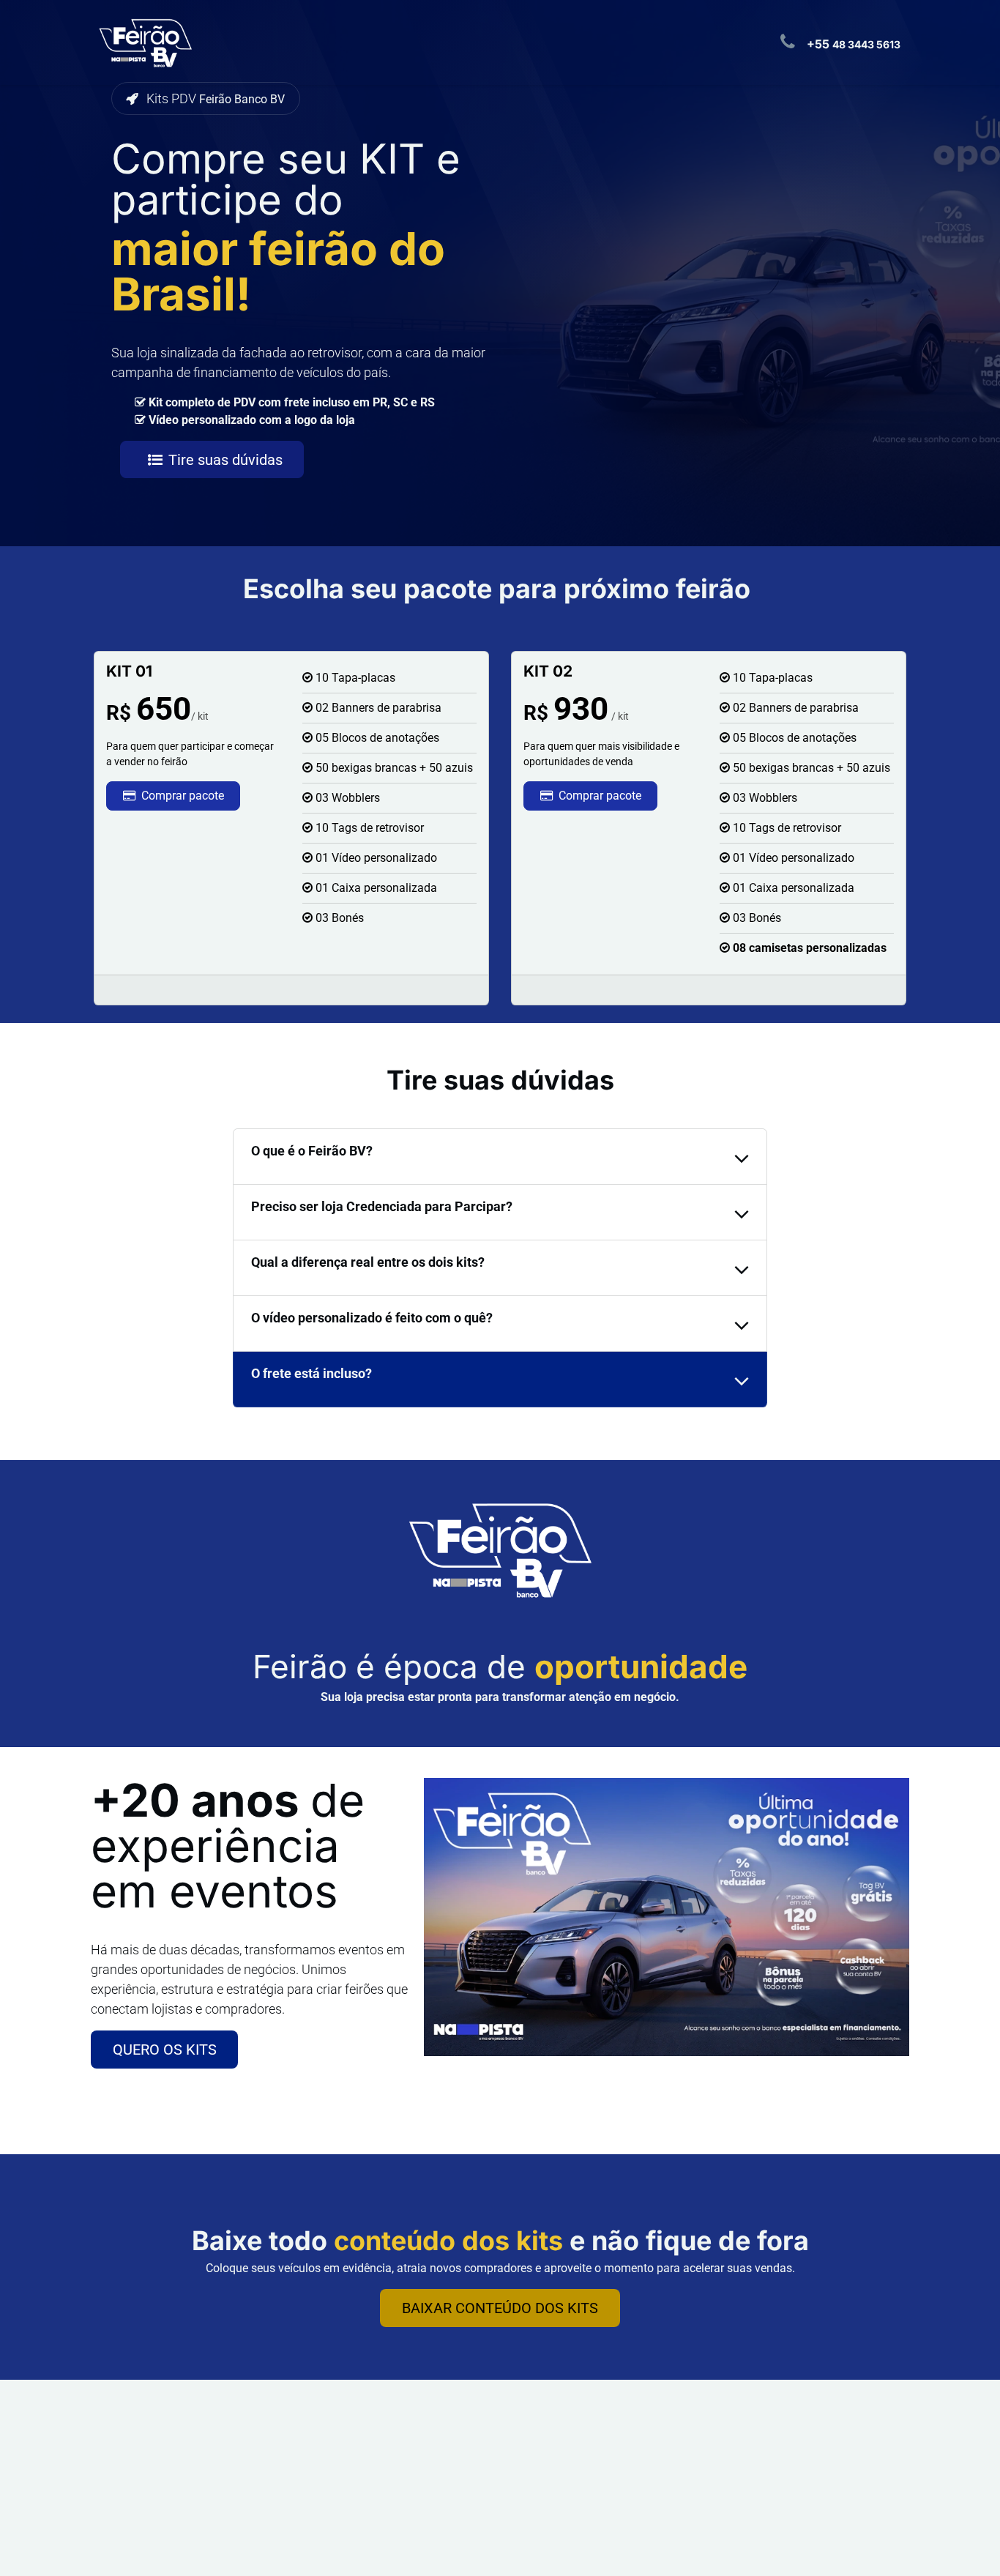 Feirão
NaPISTA
BV
banco
+55 48 3443 5613
Kits PDV Feirão Banco BV
Compre seu KIT e
participe do
maior feirão do
Brasil!
%
Taxas
reduzidas
Sua loja sinalizada da fachada ao retrovisor, com a cara da maior
campanha de financiamento de veículos do país.
Kit completo de PDV com frete incluso em PR, SC e RS
Vídeo personalizado com a logo da loja
Alcance seu sonho com o banc
Tire suas dúvidas
Escolha seu pacote para próximo feirão
KIT 01
R$ 650/ kit
Para quem quer participar e começar
a vender no feirão
Comprar pacote
10 Tapa-placas
02 Banners de parabrisa
05 Blocos de anotações
50 bexigas brancas + 50 azuis
03 Wobblers
10 Tags de retrovisor
01 Vídeo personalizado
01 Caixa personalizada
03 Bonés
KIT 02
R$ 930 / kit
Para quem quer mais visibilidade e
oportunidades de venda
Comprar pacote
10 Tapa-placas
02 Banners de parabrisa
05 Blocos de anotações
50 bexigas brancas + 50 azuis
03 Wobblers
10 Tags de retrovisor
01 Vídeo personalizado
01 Caixa personalizada
03 Bonés
08 camisetas personalizadas
Tire suas dúvidas
O que é o Feirão BV?
Preciso ser loja Credenciada para Parcipar?
Qual a diferença real entre os dois kits?
O vídeo personalizado é feito com o quê?
O frete está incluso?
Feirão
NaPISTA
BV
banco
Feirão é época de oportunidade
Sua loja precisa estar pronta para transformar atenção em negócio.
+20 anos de
experiência
em eventos
Há mais de duas décadas, transformamos eventos em
grandes oportunidades de negócios. Unimos
experiência, estrutura e estratégia para criar feirões que
conectam lojistas e compradores.
QUERO OS KITS
Feirão
BV
banco
Última
oportunidade
do ano!
%
Taxas
reduzidas
Tag BV
grátis
1ª parcela
em até
120
dias
Bônus
na parcela
todo o mês
Cashback
ao abrir
sua conta BV
NaPISTA
Alcance seu sonho com o banco especialista em financiamento.
Baixe todo conteúdo dos kits e não fique de fora
Coloque seus veículos em evidência, atraia novos compradores e aproveite o momento para acelerar suas vendas.
BAIXAR CONTEÚDO DOS KITS